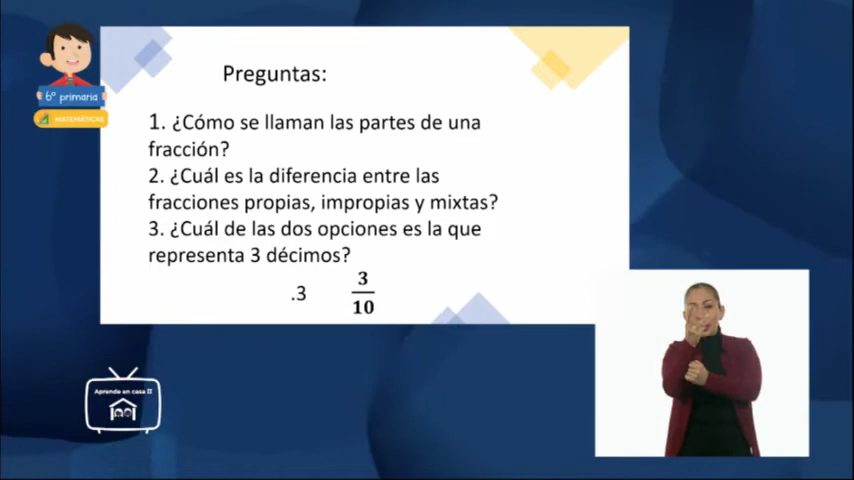 6° primaria
MATEMÁTICAS
Preguntas:
1. ¿Cómo se llaman las partes de una
fracción?
2. ¿Cuál es la diferencia entre las
fracciones propias, impropias y mixtas?
3. ¿Cuál de las dos opciones es la que
representa 3 décimos?
.3 3/10
Aprende en casa II